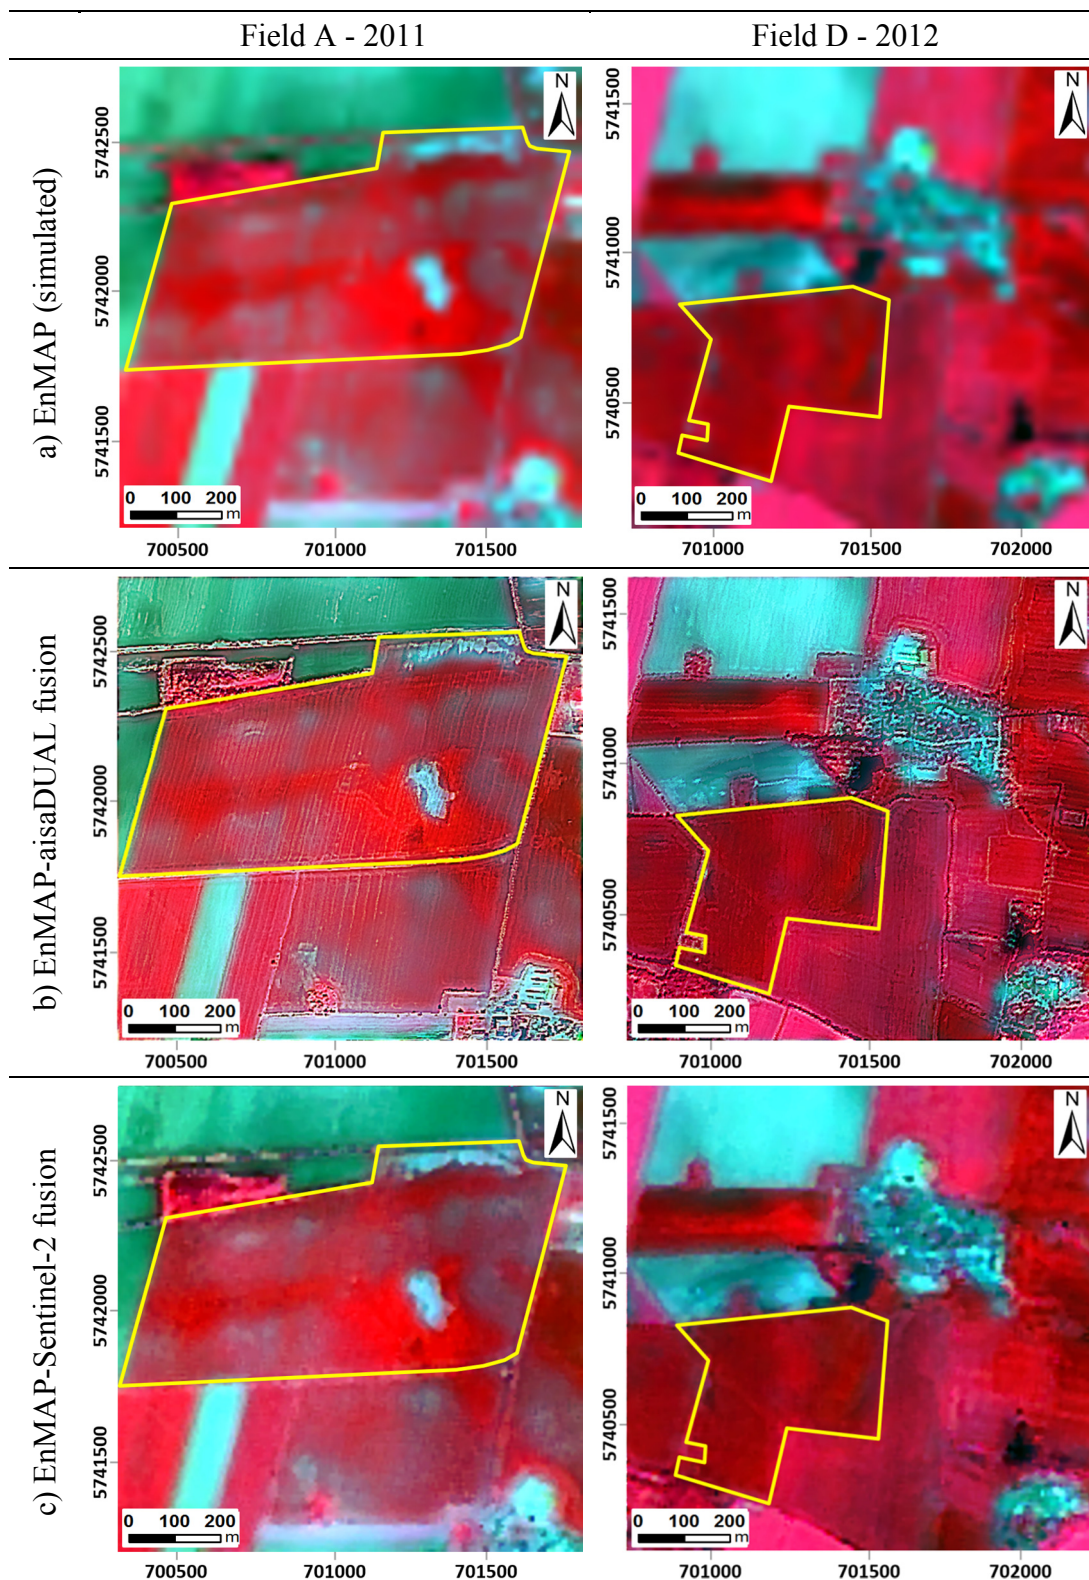 Field A - 2011
Field D - 2012
a) EnMAP (simulated)
5742500
5742000
5741500
N
0 100 200
m
700500 701000 701500
5741500
5741000
5740500
N
0 100 200
m
701000 701500 702000
b) EnMAP-aisaDUAL fusion
5742500
5742000
5741500
N
0 100 200
m
700500 701000 701500
5741500
5741000
5740500
N
0 100 200
m
701000 701500 702000
c) EnMAP-Sentinel-2 fusion
5742500
5742000
5741500
N
0 100 200
m
700500 701000 701500
5741500
5741000
5740500
N
0 100 200
m
701000 701500 702000